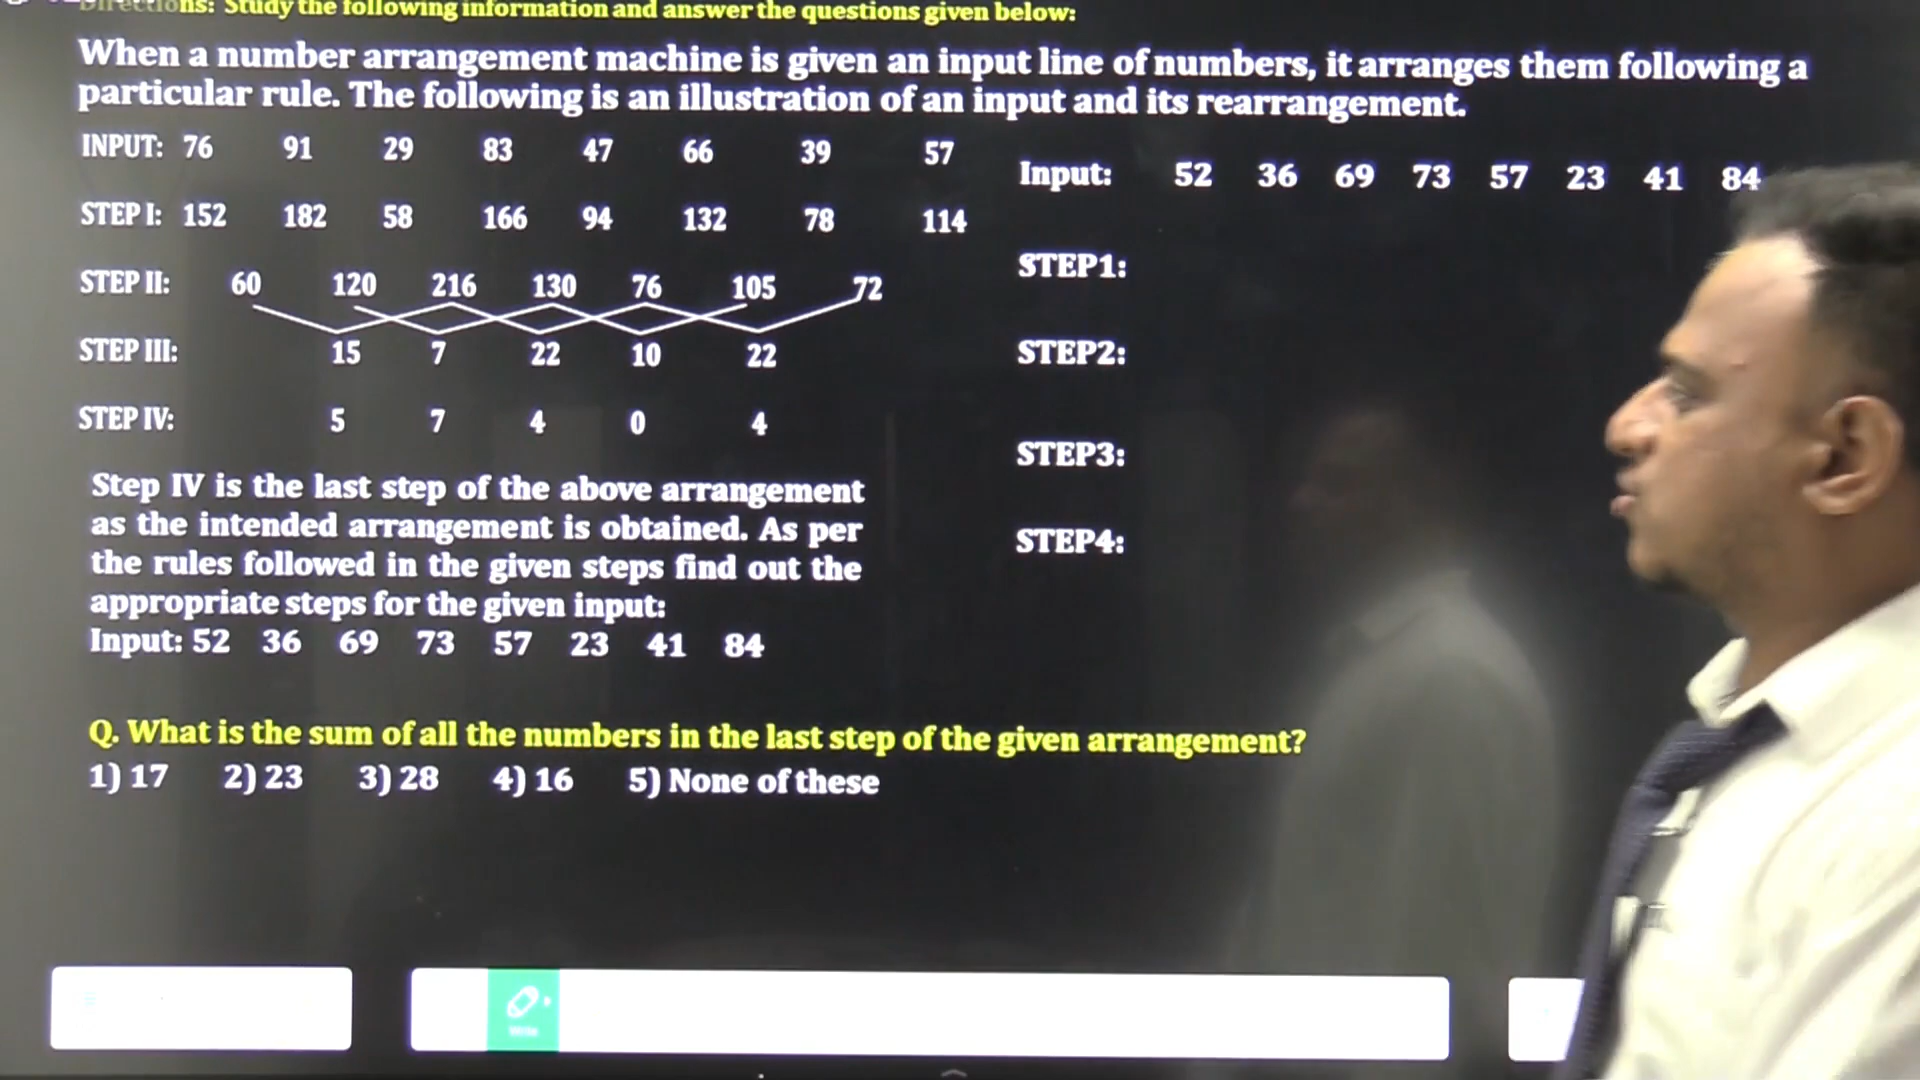 Directions: Study the following information and answer the questions given below:
When a number arrangement machine is given an input line of numbers, it arranges them following a
particular rule. The following is an illustration of an input and its rearrangement.
INPUT: 76 91 29 83 47 66 39 57
STEP I: 152 182 58 166 94 132 78 114
STEP II: 60 120 216 130 76 105 72
STEP III: 15 7 22 10 22
STEP IV: 5 7 4 0 4
Step IV is the last step of the above arrangement
as the intended arrangement is obtained. As per
the rules followed in the given steps find out the
appropriate steps for the given input:
Input: 52 36 69 73 57 23 41 84
Input: 52 36 69 73 57 23 41 84
STEP1:
STEP2:
STEP3:
STEP4:
Q. What is the sum of all the numbers in the last step of the given arrangement?
1) 17 2) 23 3) 28 4) 16 5) None of these
Write